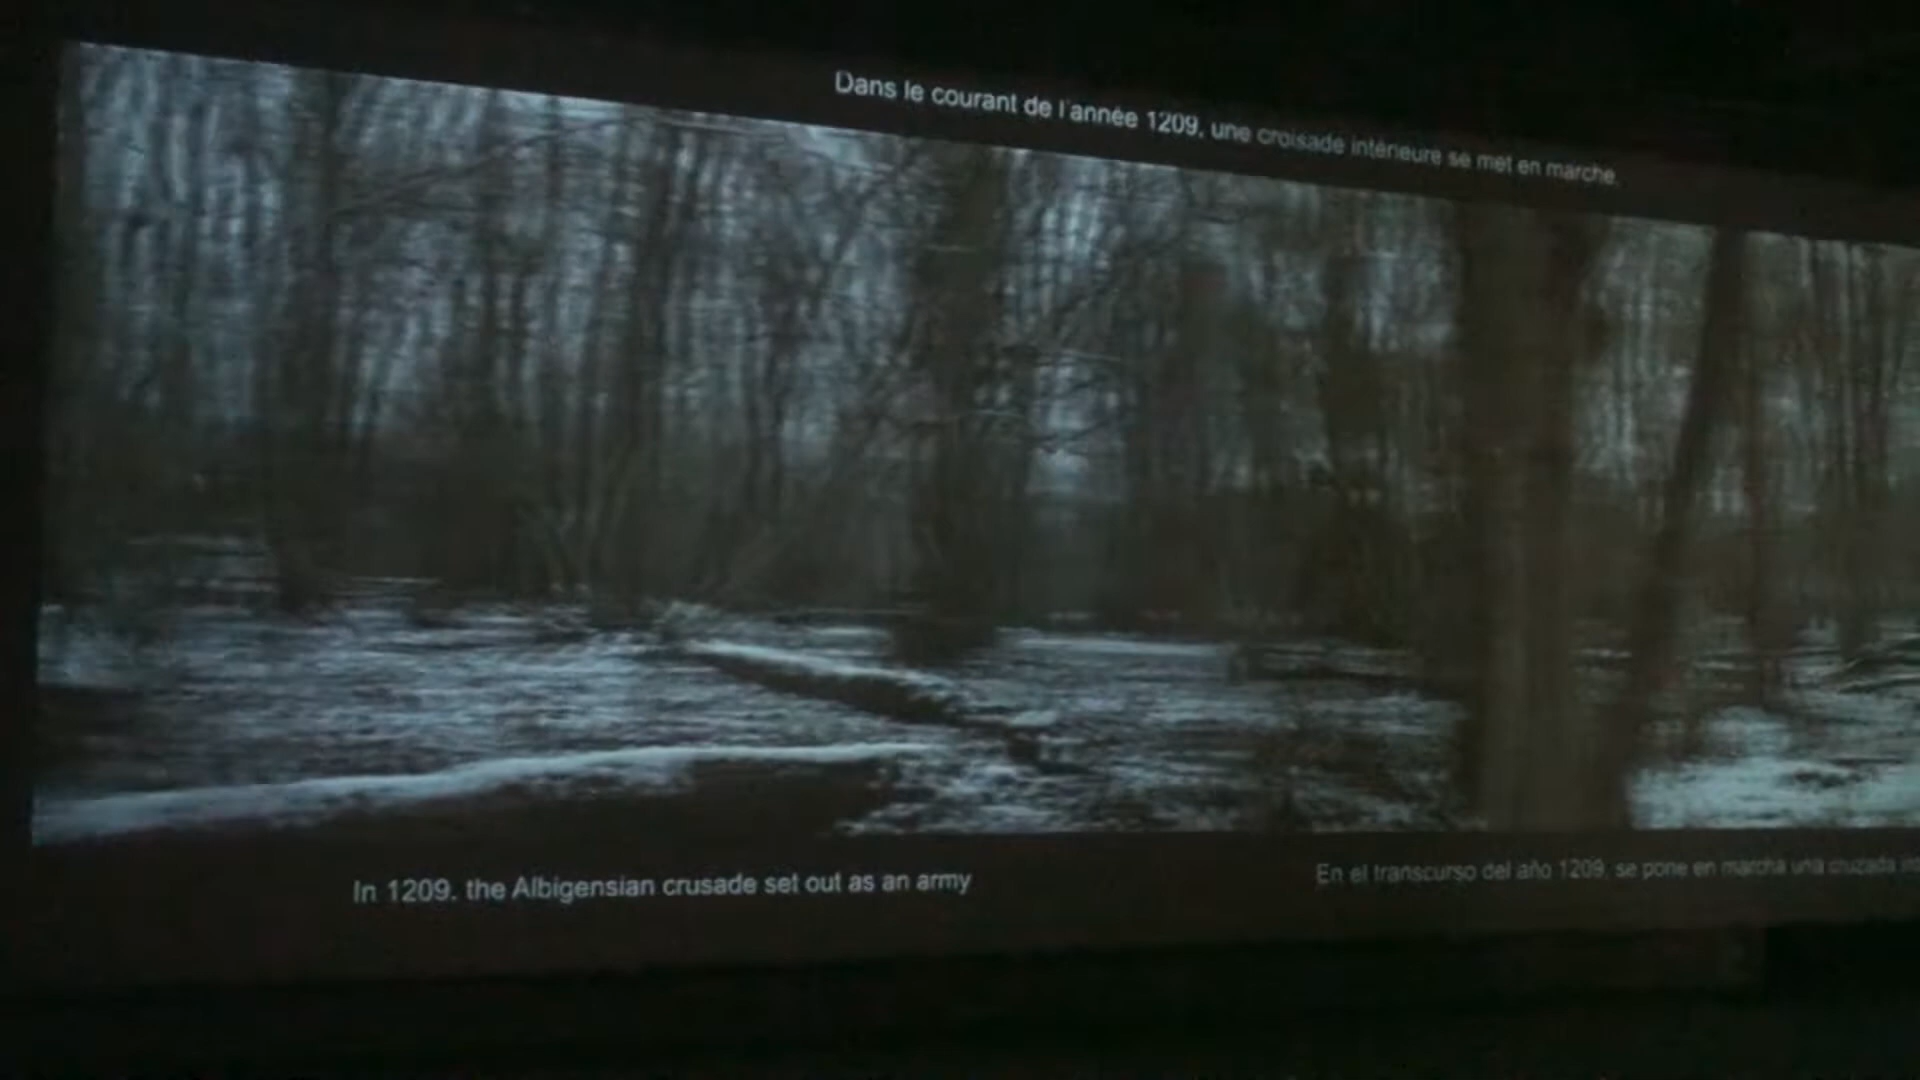 Dans le courant de l'année 1209, une croisade intérieure se met en marche.
In 1209, the Albigensian crusade set out as an army
En el transcurso del año 1209, se pone en marcha una cruzada